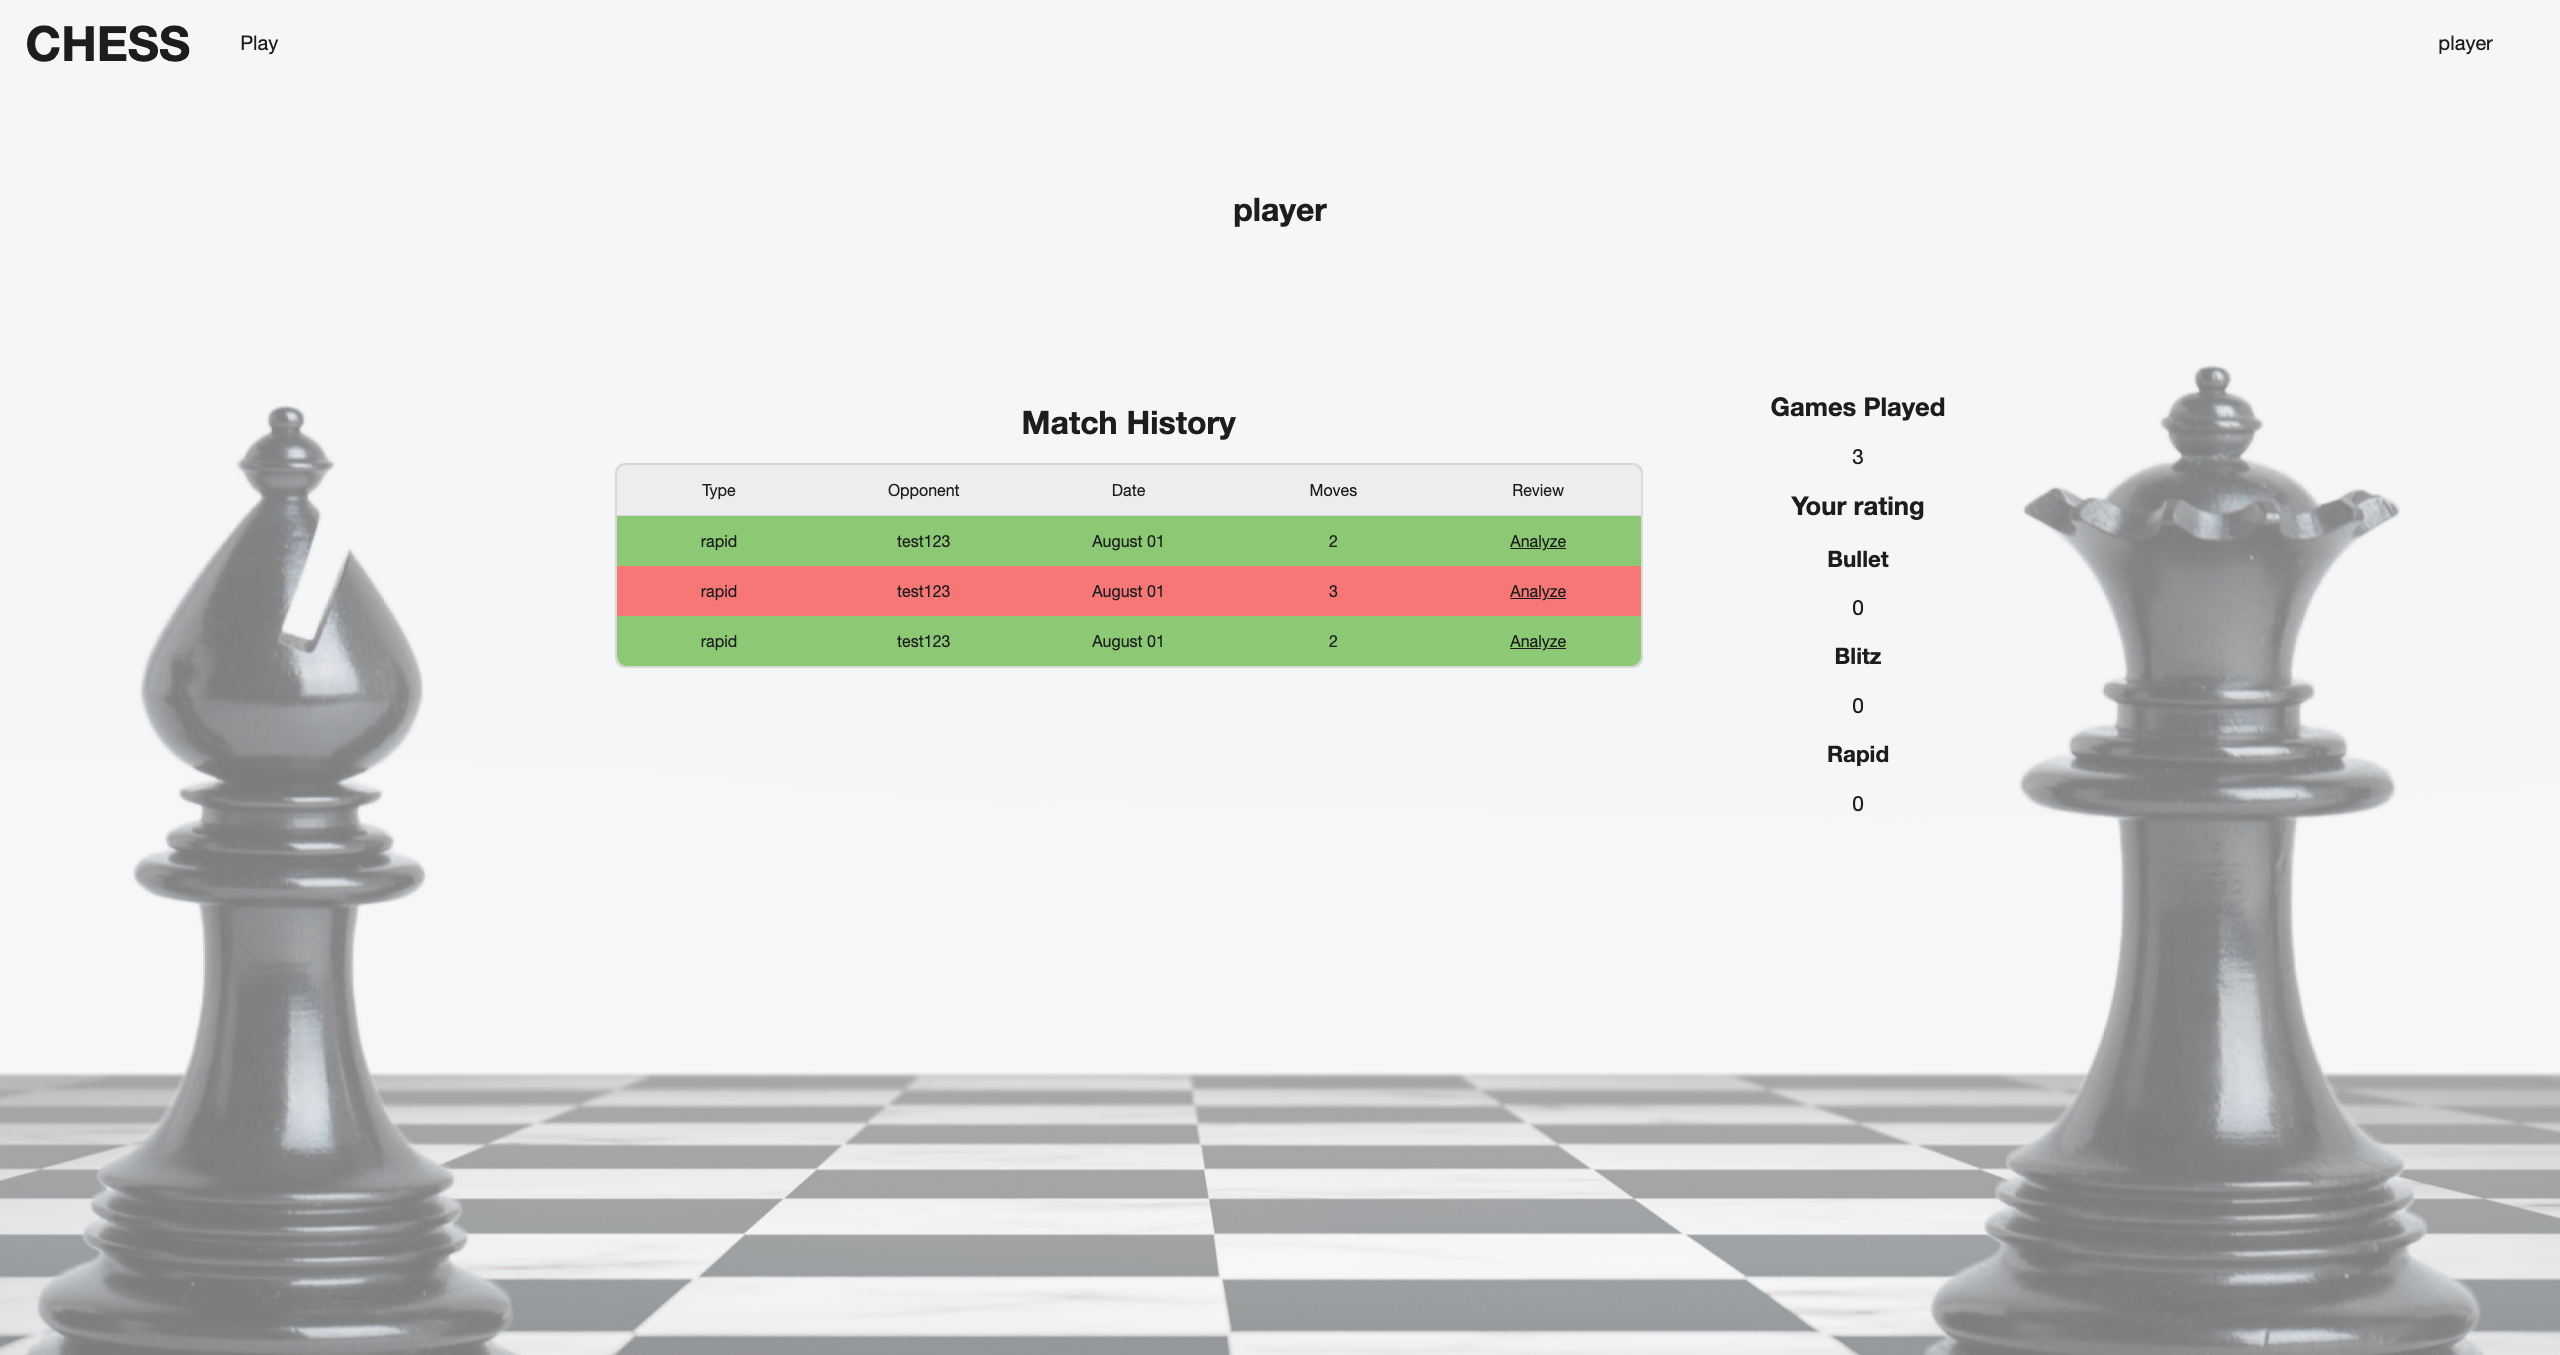 CHESS Play player
player
Match History
Type Opponent Date Moves Review
rapid test123 August 01 2 Analyze
rapid test123 August 01 3 Analyze
rapid test123 August 01 2 Analyze
Games Played
3
Your rating
Bullet
0
Blitz
0
Rapid
0